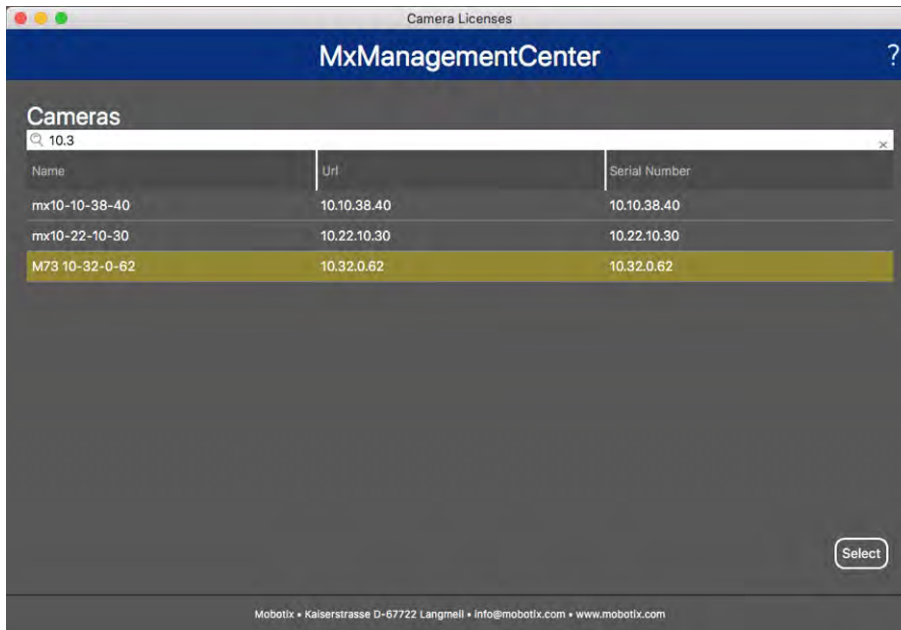 Camera Licenses
MxManagementCenter ?
Cameras
10.3 ×
Name Url Serial Number
mx10-10-38-40 10.10.38.40 10.10.38.40
mx10-22-10-30 10.22.10.30 10.22.10.30
M73 10-32-0-62 10.32.0.62 10.32.0.62
Select
Mobotix • Kaiserstrasse D-67722 Langmeil • info@mobotix.com • www.mobotix.com